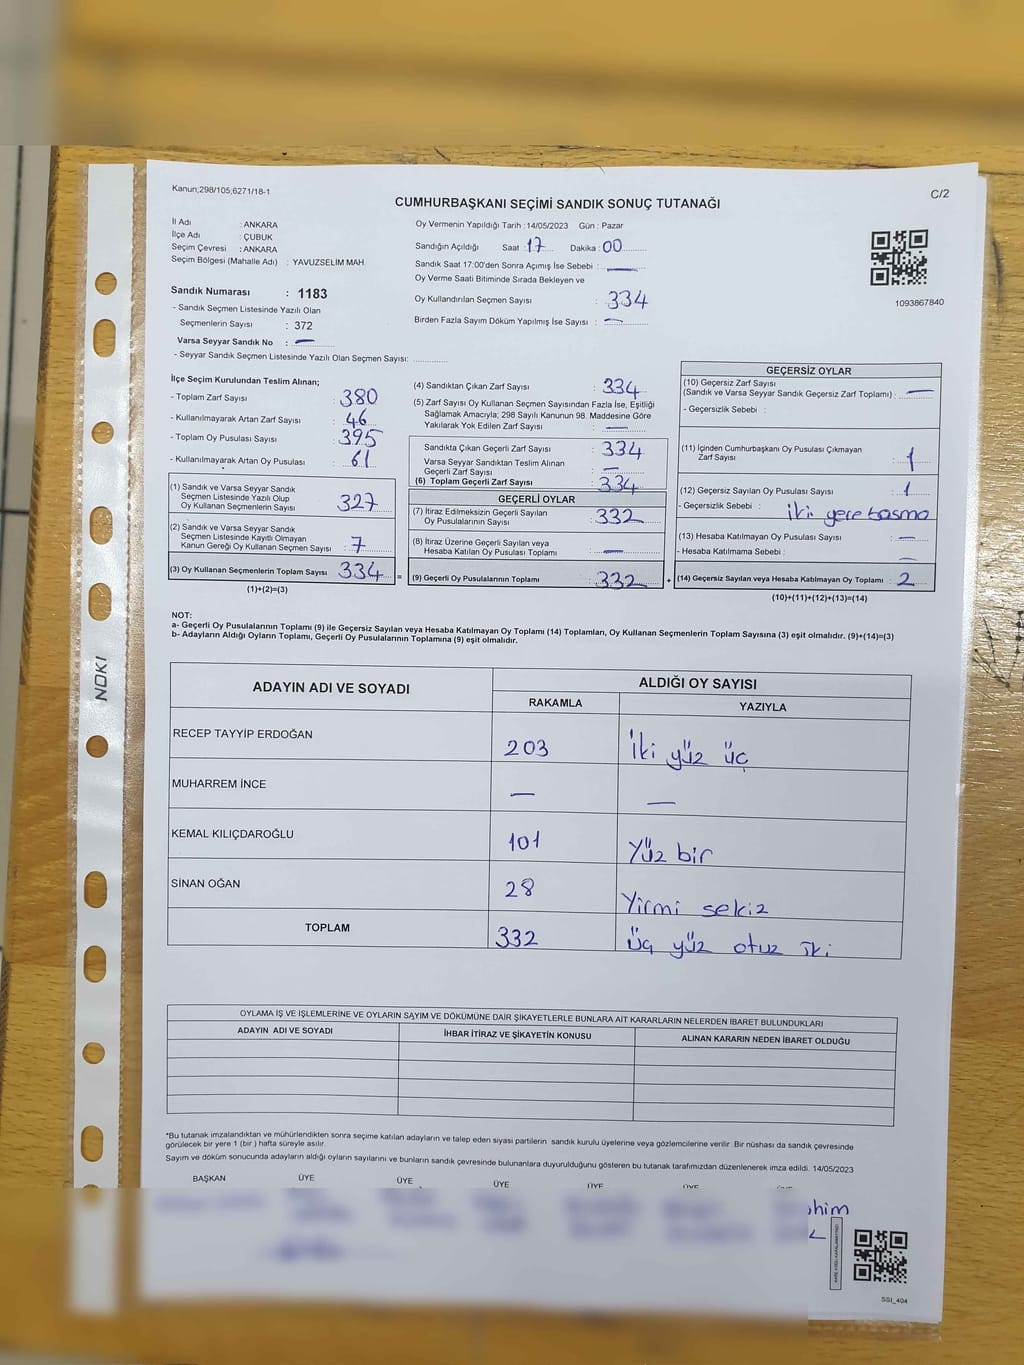 Kanun;298/105;6271/18-1
C/2
CUMHURBAŞKANI SEÇİMİ SANDIK SONUÇ TUTANAĞI
İl Adı : ANKARA
İlçe Adı : ÇUBUK
Seçim Çevresi : ANKARA
Seçim Bölgesi (Mahalle Adı) : YAVUZSELİM MAH.
Sandık Numarası : 1183
- Sandık Seçmen Listesinde Yazılı Olan
Seçmenlerin Sayısı : 372
Varsa Seyyar Sandık No : —
- Seyyar Sandık Seçmen Listesinde Yazılı Olan Seçmen Sayısı: ............
Oy Vermenin Yapıldığı Tarih : 14/05/2023 Gün : Pazar
Sandığın Açıldığı Saat 17 Dakika : 00
Sandık Saat 17:00'den Sonra Açımış İse Sebebi : —
Oy Verme Saati Bitiminde Sırada Bekleyen ve
Oy Kullandırılan Seçmen Sayısı : 334
Birden Fazla Sayım Döküm Yapılmış İse Sayısı : —
1093867840
İlçe Seçim Kurulundan Teslim Alınan;
- Toplam Zarf Sayısı : 380
- Kullanılmayarak Artan Zarf Sayısı : 46
- Toplam Oy Pusulası Sayısı : 395
- Kullanılmayarak Artan Oy Pusulası : 61
(1) Sandık ve Varsa Seyyar Sandık
Seçmen Listesinde Yazılı Olup
Oy Kullanan Seçmenlerin Sayısı : 327
(2) Sandık ve Varsa Seyyar Sandık
Seçmen Listesinde Kayıtlı Olmayan
Kanun Gereği Oy Kullanan Seçmen Sayısı : 7
(3) Oy Kullanan Seçmenlerin Toplam Sayısı : 334 =
(1)+(2)=(3)
(4) Sandıktan Çıkan Zarf Sayısı : 334
(5) Zarf Sayısı Oy Kullanan Seçmen Sayısından Fazla İse, Eşitliği
Sağlamak Amacıyla; 298 Sayılı Kanunun 98. Maddesine Göre
Yakılarak Yok Edilen Zarf Sayısı : —
Sandıkta Çıkan Geçerli Zarf Sayısı : 334
Varsa Seyyar Sandıktan Teslim Alınan
Geçerli Zarf Sayısı : —
(6) Toplam Geçerli Zarf Sayısı : 334
GEÇERLİ OYLAR
(7) İtiraz Edilmeksizin Geçerli Sayılan
Oy Pusulalarının Sayısı : 332
(8) İtiraz Üzerine Geçerli Sayılan veya
Hesaba Katılan Oy Pusulası Toplamı : —
(9) Geçerli Oy Pusulalarının Toplamı : 332 +
GEÇERSİZ OYLAR
(10) Geçersiz Zarf Sayısı
(Sandık ve Varsa Seyyar Sandık Geçersiz Zarf Toplamı) : —
- Geçersizlik Sebebi :
(11) İçinden Cumhurbaşkanı Oy Pusulası Çıkmayan
Zarf Sayısı : 1
(12) Geçersiz Sayılan Oy Pusulası Sayısı : 1
- Geçersizlik Sebebi : iki yere basma
(13) Hesaba Katılmayan Oy Pusulası Sayısı : —
- Hesaba Katılmama Sebebi : —
(14) Geçersiz Sayılan veya Hesaba Katılmayan Oy Toplamı : 2
(10)+(11)+(12)+(13)=(14)
NOT:
a- Geçerli Oy Pusulalarının Toplamı (9) ile Geçersiz Sayılan veya Hesaba Katılmayan Oy Toplamı (14) Toplamları, Oy Kullanan Seçmenlerin Toplam Sayısına (3) eşit olmalıdır. (9)+(14)=(3)
b- Adayların Aldığı Oyların Toplamı, Geçerli Oy Pusulalarının Toplamına (9) eşit olmalıdır.
ADAYIN ADI VE SOYADI ALDIĞI OY SAYISI
RAKAMLA YAZIYLA
RECEP TAYYİP ERDOĞAN 203 İki yüz üç
MUHARREM İNCE — —
KEMAL KILIÇDAROĞLU 101 Yüz bir
SİNAN OĞAN 28 Yirmi sekiz
TOPLAM 332 üç yüz otuz iki
OYLAMA İŞ VE İŞLEMLERİNE VE OYLARIN SAYIM VE DÖKÜMÜNE DAİR ŞİKAYETLERLE BUNLARA AİT KARARLARIN NELERDEN İBARET BULUNDUKLARI
ADAYIN ADI VE SOYADI İHBAR İTİRAZ VE ŞİKAYETİN KONUSU ALINAN KARARIN NEDEN İBARET OLDUĞU
*Bu tutanak imzalandıktan ve mühürlendikten sonra seçime katılan adayların ve talep eden siyasi partilerin sandık kurulu üyelerine veya gözlemcilerine verilir. Bir nüshası da sandık çevresinde
görülecek bir yere 1 (bir ) hafta süreyle asılır.
Sayım ve döküm sonucunda adayların aldığı oyların sayılarını ve bunların sandık çevresinde bulunanlara duyurulduğunu gösteren bu tutanak tarafımızdan düzenlenerek imza edildi. 14/05/2023
BAŞKAN ÜYE ÜYE ÜYE ÜYE ÜYE
SSI_404
NOKI